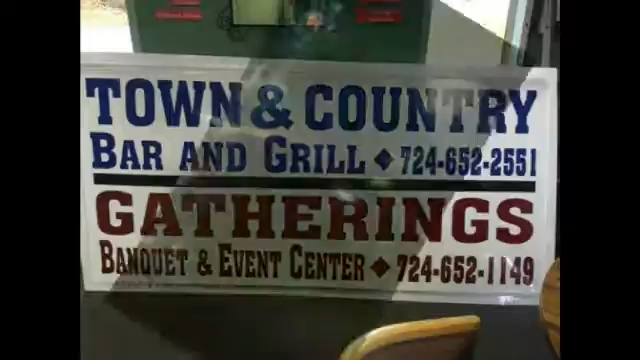 TOWN & COUNTRY
BAR AND GRILL ◆ 724-652-2551
GATHERINGS
BANQUET & EVENT CENTER ◆ 724-652-1149